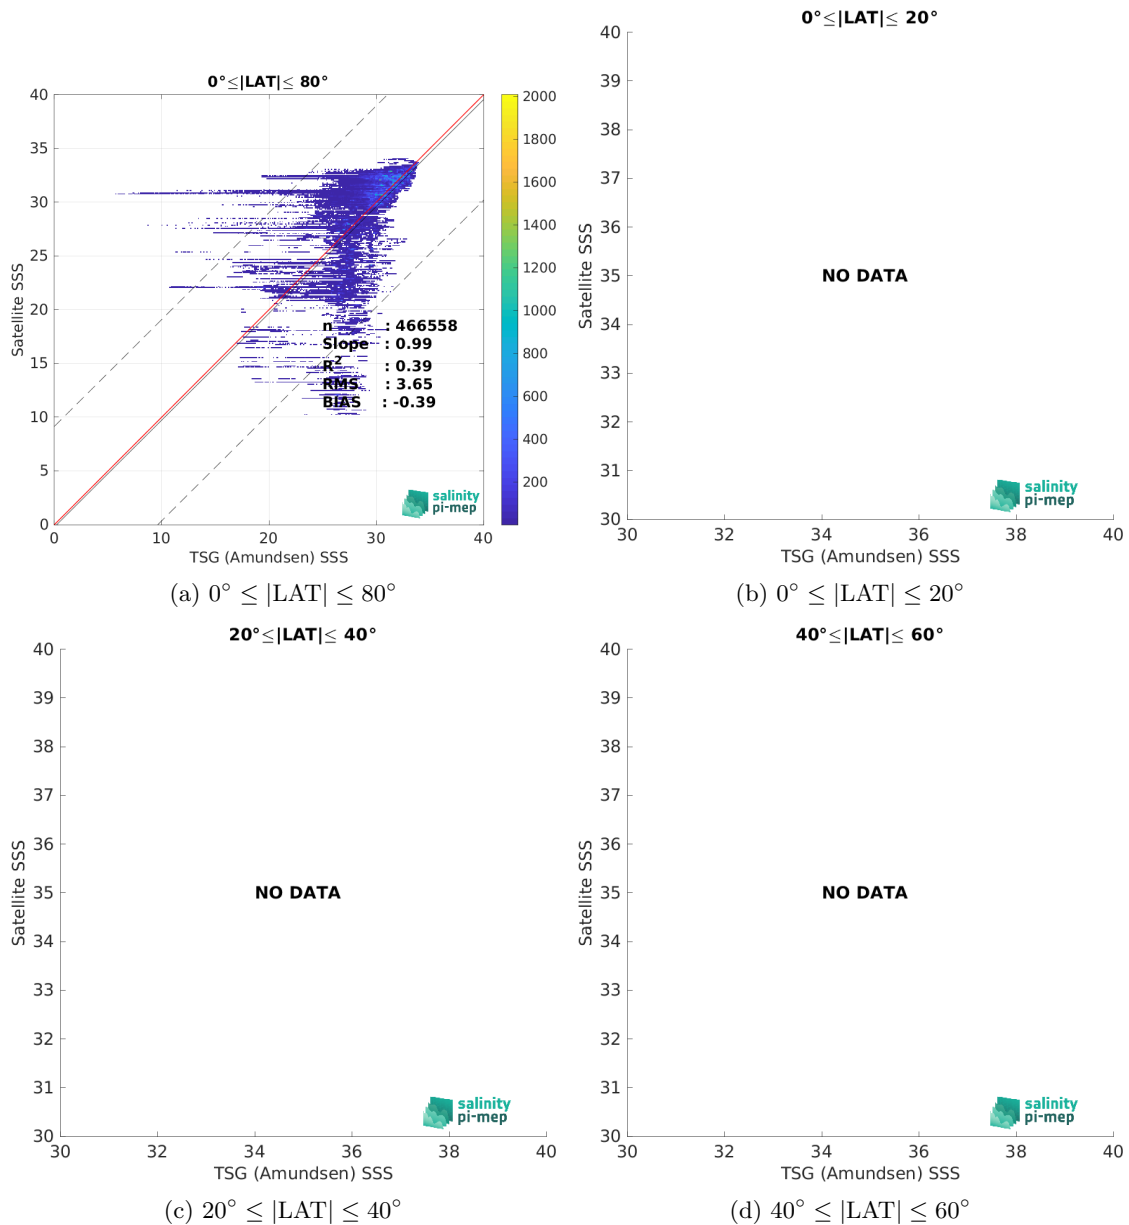 0°≤|LAT|≤ 80°
40
35
30
25
20
15
10
5
0
Satellite SSS
0
10
20
30
40
TSG (Amundsen) SSS
n : 466558
Slope : 0.99
R2 : 0.39
RMS : 3.65
BIAS : -0.39
2000
1800
1600
1400
1200
1000
800
600
400
200
salinity
pi-mep
(a) 0° ≤ |LAT| ≤ 80°
0°≤|LAT|≤ 20°
40
39
38
37
36
35
34
33
32
31
30
Satellite SSS
NO DATA
salinity
pi-mep
30
32
34
36
38
40
TSG (Amundsen) SSS
(b) 0° ≤ |LAT| ≤ 20°
20°≤|LAT|≤ 40°
40
39
38
37
36
35
34
33
32
31
30
Satellite SSS
NO DATA
salinity
pi-mep
30
32
34
36
38
40
TSG (Amundsen) SSS
(c) 20° ≤ |LAT| ≤ 40°
40°≤|LAT|≤ 60°
40
39
38
37
36
35
34
33
32
31
30
Satellite SSS
NO DATA
salinity
pi-mep
30
32
34
36
38
40
TSG (Amundsen) SSS
(d) 40° ≤ |LAT| ≤ 60°